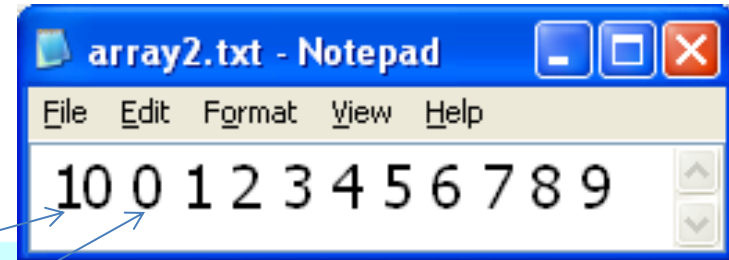 array2.txt - Notepad
File Edit Format View Help
10 0 1 2 3 4 5 6 7 8 9